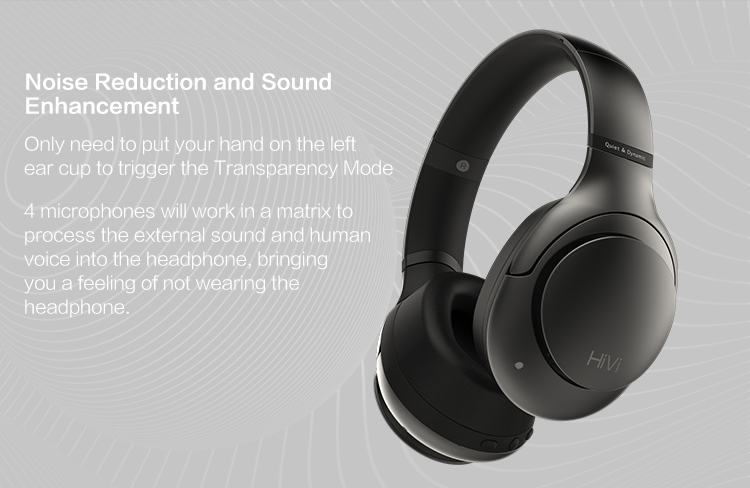 Noise Reduction and Sound
Enhancement
Only need to put your hand on the left
ear cup to trigger the Transparency Mode
4 microphones will work in a matrix to
process the external sound and human
voice into the headphone, bringing
you a feeling of not wearing the
headphone.
Quiet & Dynamic
HiVi